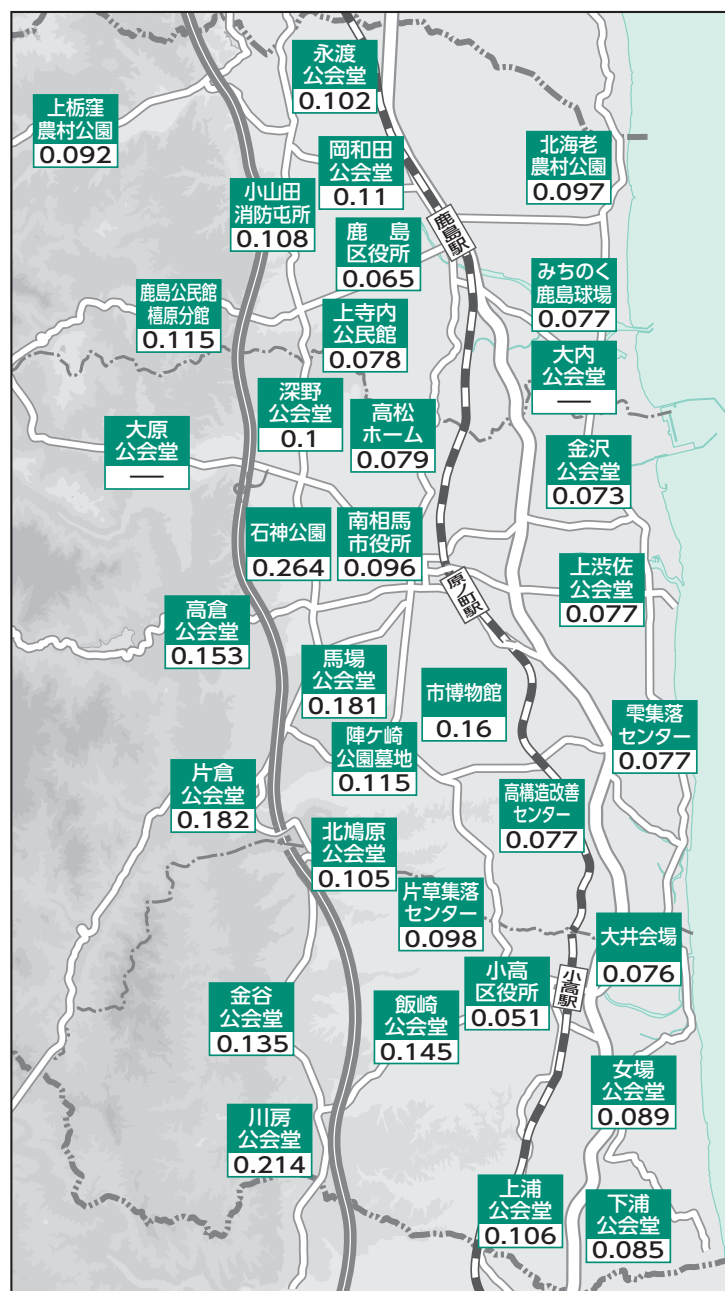 永渡
公会堂
0.102
上栃窪
農村公園
0.092
岡和田
公会堂
0.11
北海老
農村公園
0.097
小山田
消防屯所
0.108
鹿島駅
鹿　島
区役所
0.065
みちのく
鹿島球場
0.077
鹿島公民館
橲原分館
0.115
上寺内
公民館
0.078
大内
公会堂
―
深野
公会堂
0.1
高松
ホーム
0.079
大原
公会堂
―
金沢
公会堂
0.073
石神公園
0.264
南相馬
市役所
0.096
原ノ町駅
上渋佐
公会堂
0.077
高倉
公会堂
0.153
馬場
公会堂
0.181
市博物館
0.16
雫集落
センター
0.077
陣ケ崎
公園墓地
0.115
片倉
公会堂
0.182
高構造改善
センター
0.077
北鳩原
公会堂
0.105
片草集落
センター
0.098
大井会場
0.076
小高
区役所
0.051
小高駅
金谷
公会堂
0.135
飯崎
公会堂
0.145
女場
公会堂
0.089
川房
公会堂
0.214
上浦
公会堂
0.106
下浦
公会堂
0.085